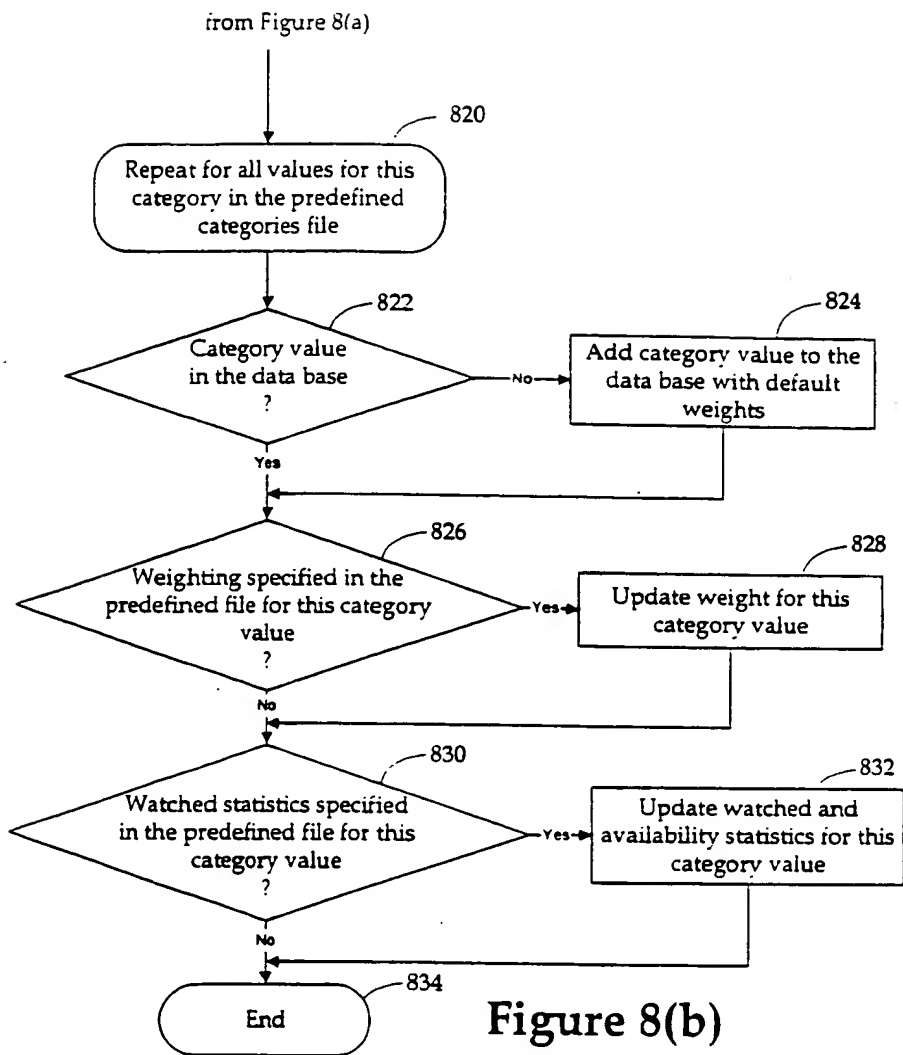 from Figure 8(a)
820
Repeat for all values for this
category in the predefined
categories file
822
Category value
in the data base
?
No
824
Add category value to the
data base with default
weights
Yes
826
Weighting specified in the
predefined file for this category
value
?
Yes
828
Update weight for this
category value
No
830
Watched statistics specified
in the predefined file for this
category value
?
Yes
832
Update watched and
availability statistics for this
category value
No
834
End
Figure 8(b)